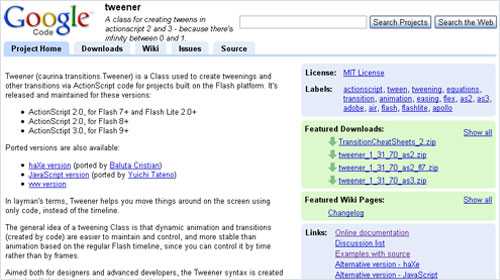 Google
Code
tweener
A class for creating tweens in
actionscript 2 and 3 - because there's
infinity between 0 and 1.
Search Projects
Search the Web
Project Home
Downloads
Wiki
Issues
Source
Tweener (caurina.transitions.Tweener) is a Class used to create tweenings and
other transitions via ActionScript code for projects built on the Flash platform. It's
released and maintained for these versions:
• ActionScript 2.0, for Flash 7+ and Flash Lite 2.0+
• ActionScript 2.0, for Flash 8+
• ActionScript 3.0, for Flash 9+
Ported versions are also available:
• haXe version (ported by Baluta Cristian)
• JavaScript version (ported by Yuichi Tateno)
• vvvv version
In layman's terms, Tweener helps you move things around on the screen using
only code, instead of the timeline.
The general idea of a tweening Class is that dynamic animation and transitions
(created by code) are easier to maintain and control, and more stable than
animation based on the regular Flash timeline, since you can control it by time
rather than by frames.
Aimed for designers and advanced developers, the Tweener syntax is created
License: MIT License
Labels: actionscript, tween, tweening, equations,
transition, animation, easing, flex, as2, as3,
adobe, air, flash, flashlite, apollo
Featured Downloads: Show all
TransitionCheatSheets_2.zip
tweener_1_31_70_as2.zip
tweener_1_31_70_as2_fl7.zip
tweener_1_31_70_as3.zip
Featured Wiki Pages: Show all
Changelog
Links: Online documentation
Discussion list
Examples with source
Alternative version - haXe
Alternative version - JavaScript